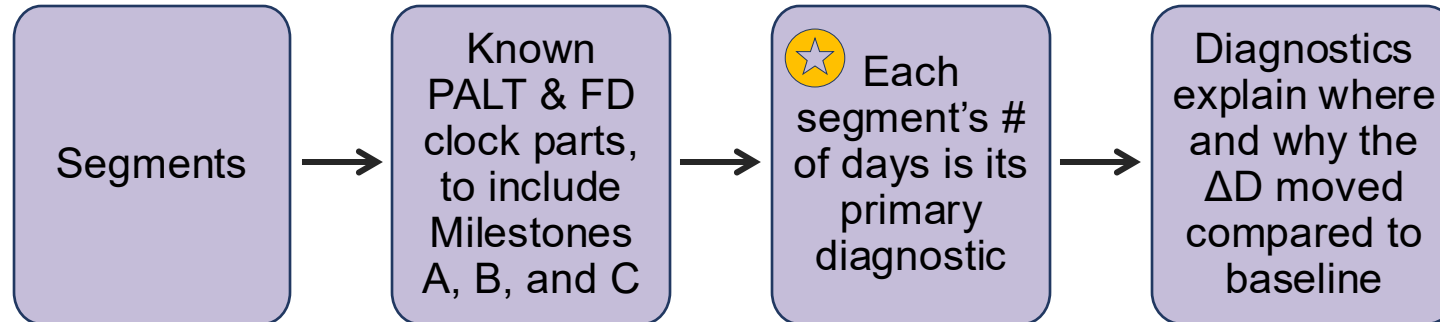 Segments
Known
PALT & FD
clock parts,
to include
Milestones
A, B, and C
Each
segment’s #
of days is its
primary
diagnostic
Diagnostics
explain where
and why the
ΔD moved
compared to
baseline